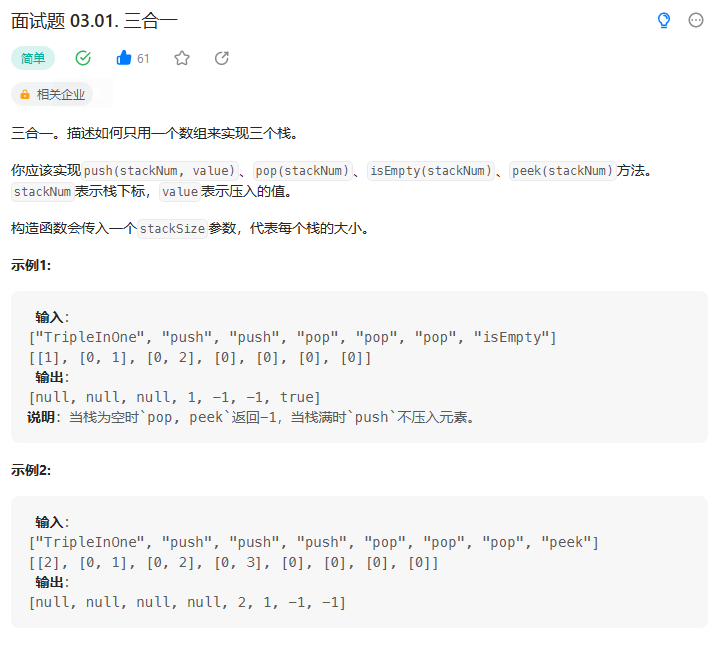 面试题 03.01. 三合一
简单 61
相关企业
三合一。描述如何只用一个数组来实现三个栈。
你应该实现push(stackNum, value)、pop(stackNum)、isEmpty(stackNum)、peek(stackNum)方法。
stackNum表示栈下标，value表示压入的值。
构造函数会传入一个stackSize参数，代表每个栈的大小。
示例1:
输入：
["TripleInOne", "push", "push", "pop", "pop", "pop", "isEmpty"]
[[1], [0, 1], [0, 2], [0], [0], [0], [0]]
输出：
[null, null, null, 1, -1, -1, true]
说明：当栈为空时`pop, peek`返回-1，当栈满时`push`不压入元素。
示例2:
输入：
["TripleInOne", "push", "push", "push", "pop", "pop", "pop", "peek"]
[[2], [0, 1], [0, 2], [0, 3], [0], [0], [0], [0]]
输出：
[null, null, null, null, 2, 1, -1, -1]